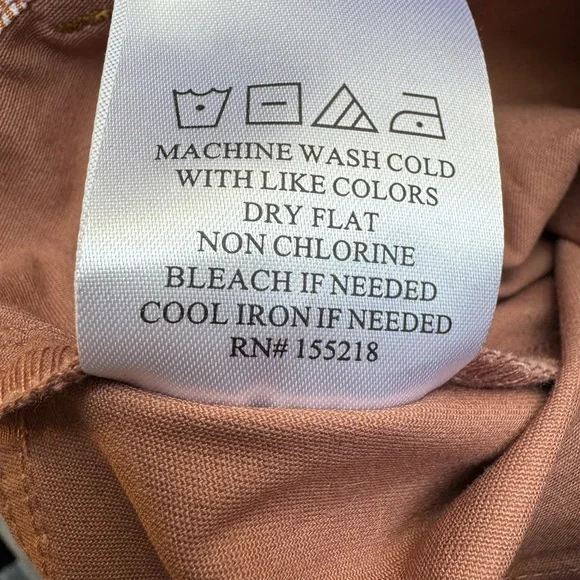 MACHINE WASH COLD
WITH LIKE COLORS
DRY FLAT
NON CHLORINE
BLEACH IF NEEDED
COOL IRON IF NEEDED
RN# 155218